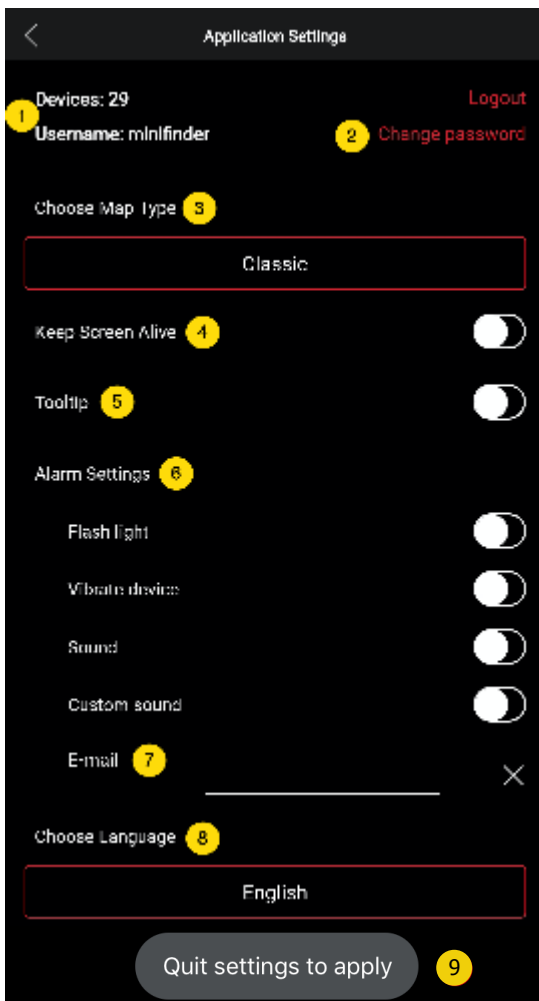 Application Settings
Devices: 29
Logout
1
Username: minifinder
2
Change password
Choose Map Type 3
Classic
Keep Screen Alive 4
Tooltip 5
Alarm Settings 6
Flash light
Vibrate device
Sound
Custom sound
E-mail 7
Choose Language 8
English
Quit settings to apply 9